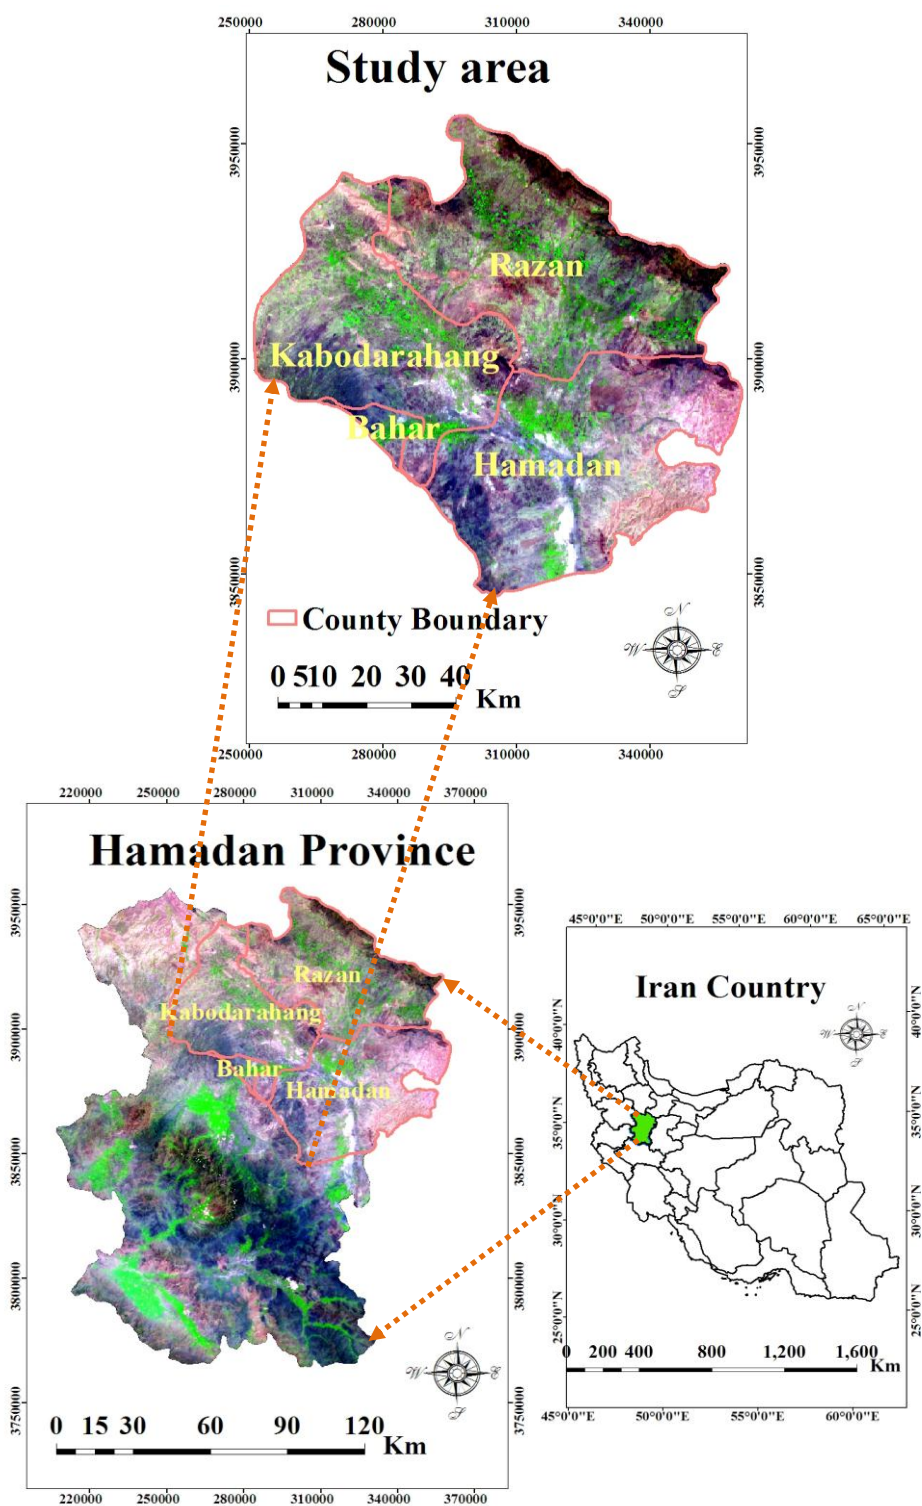 250000 280000 310000 340000
Study area
3950000 3950000
Razan
3900000 3900000
Kabodarahang
Bahar
Hamadan
3850000 3850000
County Boundary
N
W E
S
0 5 10 20 30 40
Km
250000 280000 310000 340000
220000 250000 280000 310000 340000 370000
Hamadan Province
3950000 3950000
Razan
Kabodarahang
3900000 3900000
Bahar
Hamadan
3850000 3850000
3800000 3800000
N
W E
S
3750000 3750000
0 15 30 60 90 120
Km
220000 250000 280000 310000 340000 370000
45°0'0"E 50°0'0"E 55°0'0"E 60°0'0"E 65°0'0"E
Iran Country
N
W E
S
40°0'0"N 40°0'0"N
35°0'0"N 35°0'0"N
30°0'0"N 30°0'0"N
25°0'0"N 25°0'0"N
0 200 400 800 1,200 1,600
Km
45°0'0"E 50°0'0"E 55°0'0"E 60°0'0"E